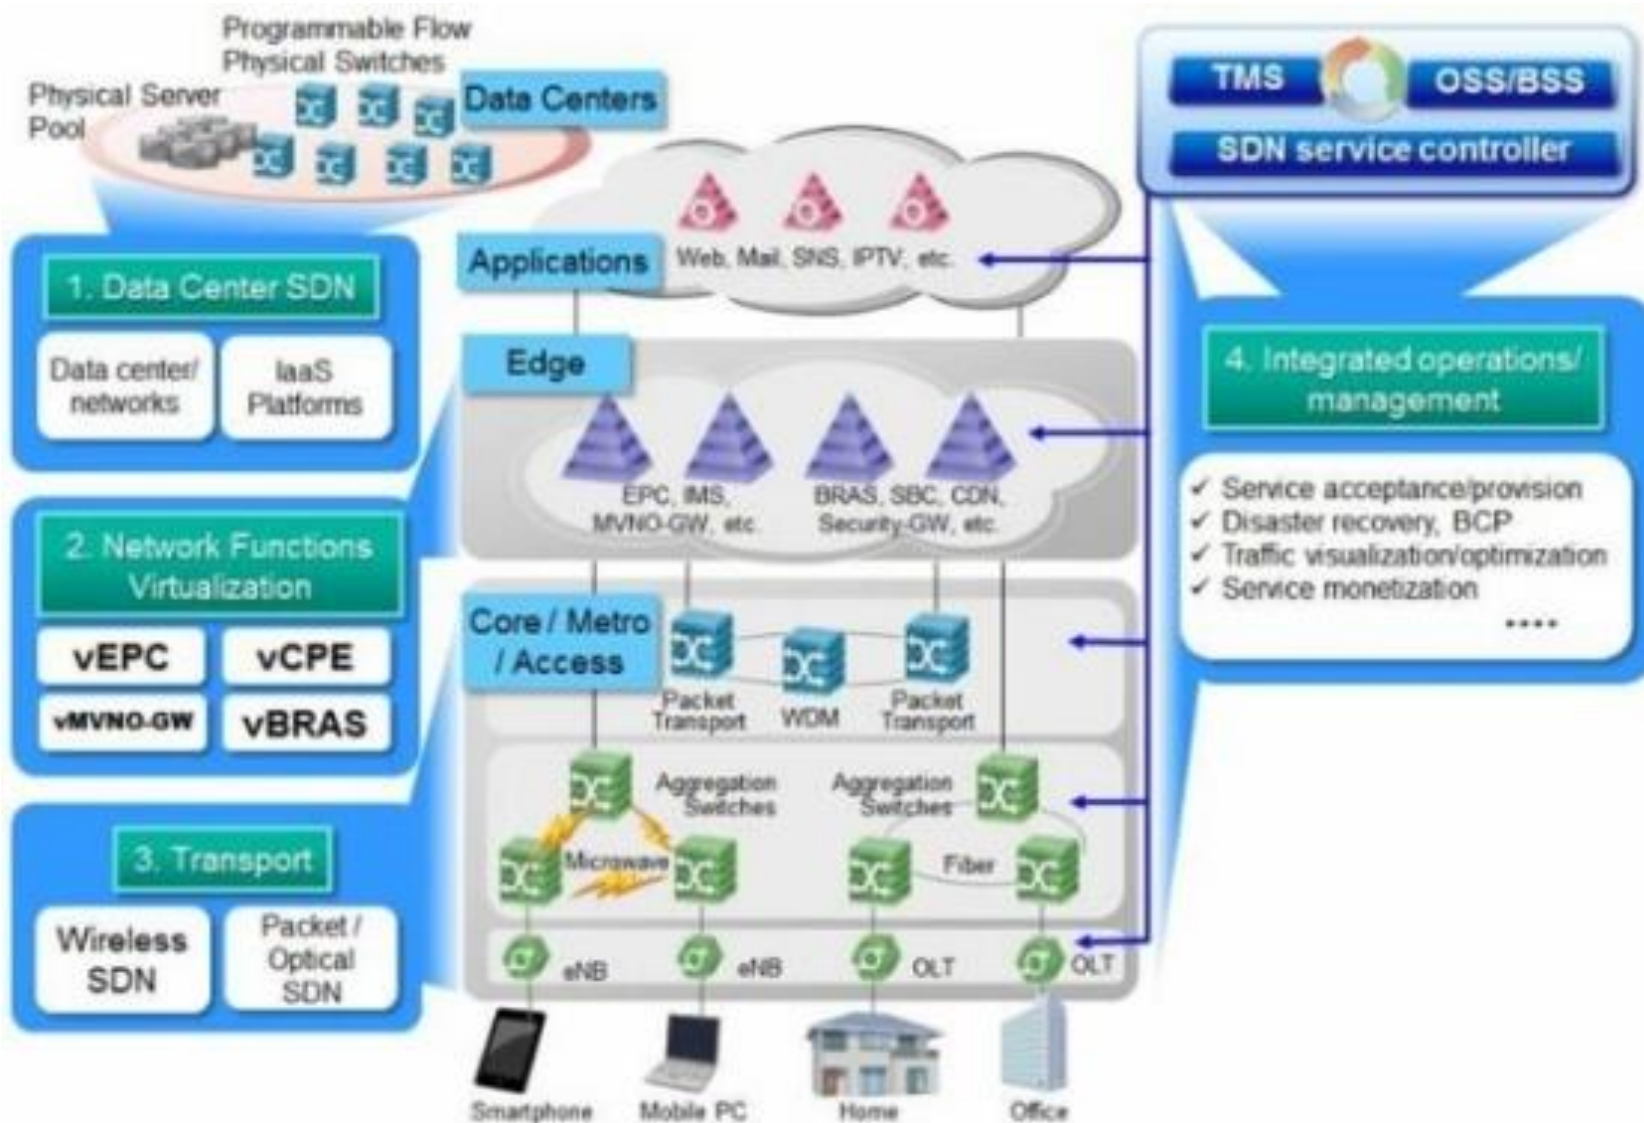 Programmable Flow
Physical Switches
Physical Server
Pool
Data Centers
TMS
OSS/BSS
SDN service controller
Applications
Web, Mail, SNS, IPTV, etc.
1. Data Center SDN
Data center/
networks
IaaS
Platforms
Edge
EPC, IMS,
MVNO-GW, etc.
BRAS, SBC, CDN,
Security-GW, etc.
4. Integrated operations/
management
✓ Service acceptance/provision
✓ Disaster recovery, BCP
✓ Traffic visualization/optimization
✓ Service monetization
....
2. Network Functions
Virtualization
vEPC
vCPE
vMVNO-GW
vBRAS
Core / Metro
/ Access
Packet
Transport
WDM
Packet
Transport
Aggregation
Switches
Aggregation
Switches
Microwave
Fiber
3. Transport
Wireless
SDN
Packet /
Optical
SDN
eNB
eNB
OLT
OLT
Smartphone
Mobile PC
Home
Office